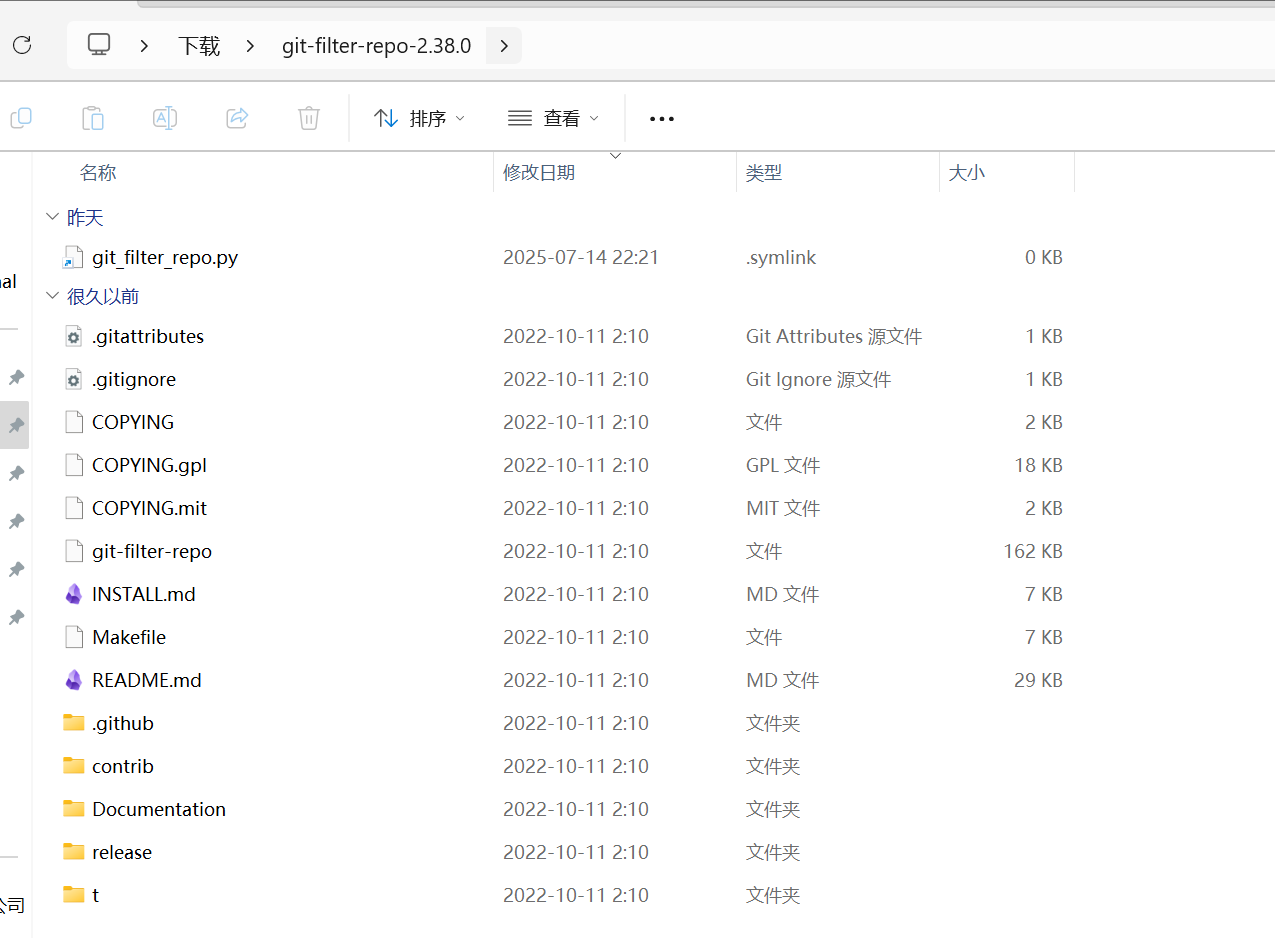 下载 git-filter-repo-2.38.0
排序 查看
名称 修改日期 类型 大小
昨天
git_filter_repo.py 2025-07-14 22:21 .symlink 0 KB
很久以前
.gitattributes 2022-10-11 2:10 Git Attributes 源文件 1 KB
.gitignore 2022-10-11 2:10 Git Ignore 源文件 1 KB
COPYING 2022-10-11 2:10 文件 2 KB
COPYING.gpl 2022-10-11 2:10 GPL 文件 18 KB
COPYING.mit 2022-10-11 2:10 MIT 文件 2 KB
git-filter-repo 2022-10-11 2:10 文件 162 KB
INSTALL.md 2022-10-11 2:10 MD 文件 7 KB
Makefile 2022-10-11 2:10 文件 7 KB
README.md 2022-10-11 2:10 MD 文件 29 KB
.github 2022-10-11 2:10 文件夹
contrib 2022-10-11 2:10 文件夹
Documentation 2022-10-11 2:10 文件夹
release 2022-10-11 2:10 文件夹
t 2022-10-11 2:10 文件夹
公司